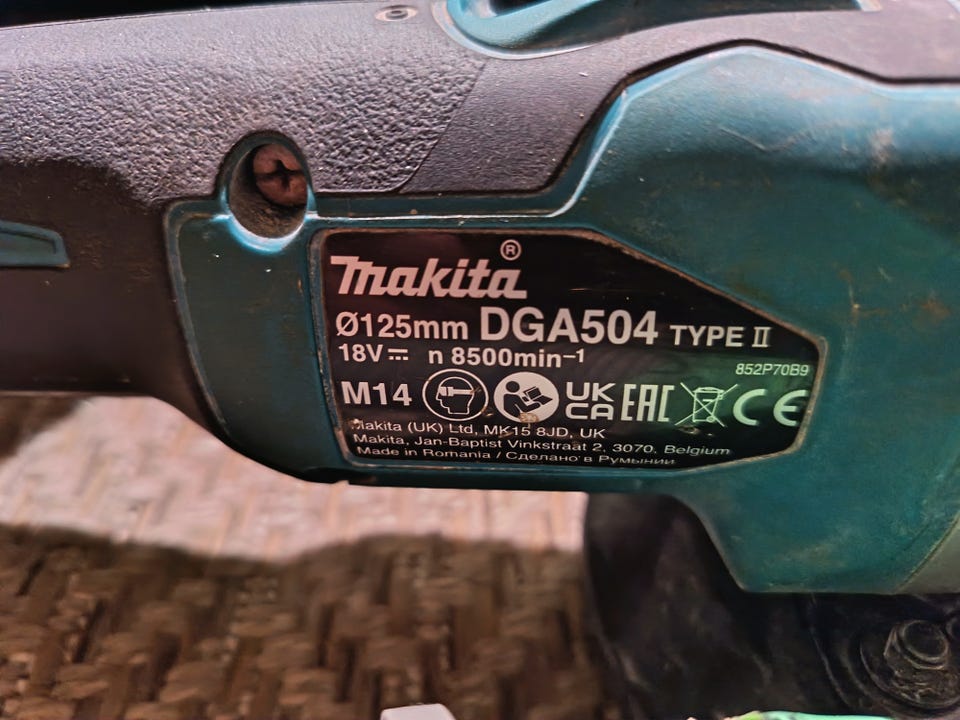 makita®
Ø125mm DGA504 TYPE II
18V⎓ n 8500min⁻¹
852P70B9
M14 UK CA EAC CE
Makita (UK) Ltd, MK15 8JD, UK
Makita, Jan-Baptist Vinkstraat 2, 3070, Belgium
Made in Romania / Сделано в Румынии